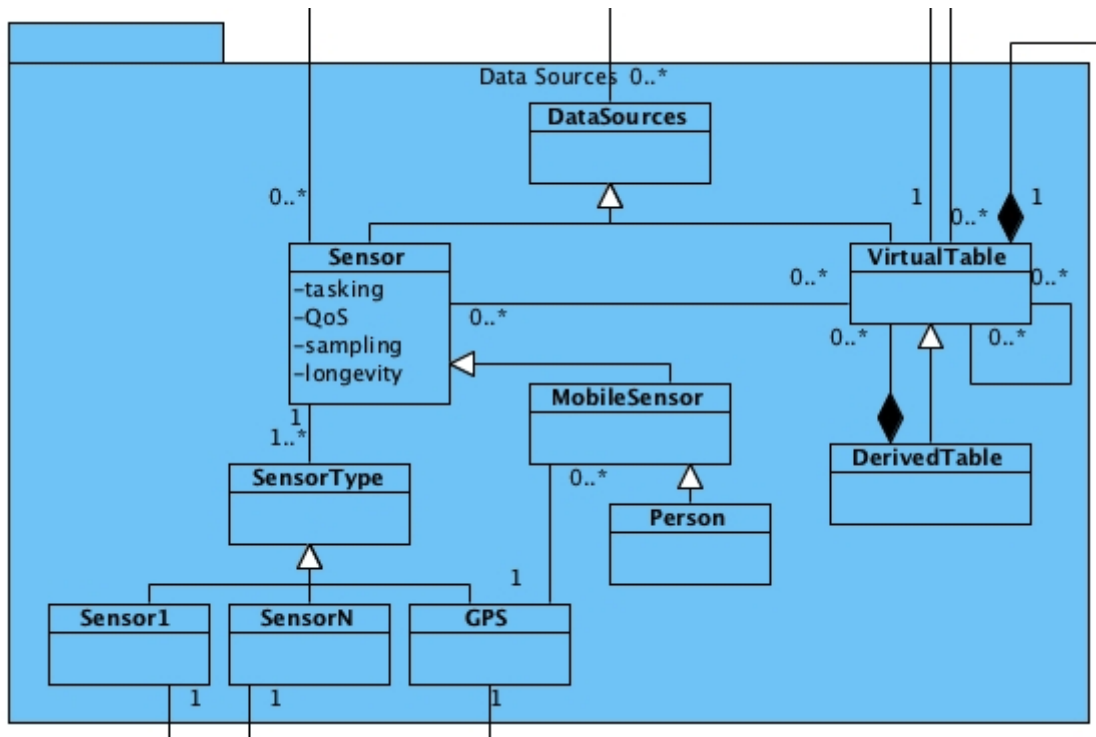 Data Sources 0..*
DataSources
0..*
1
0..*
1
Sensor
-tasking
-QoS
-sampling
-longevity
VirtualTable
0..*
0..*
0..*
0..*
0..*
MobileSensor
1
1..*
SensorType
0..*
DerivedTable
Person
1
Sensor1
SensorN
GPS
1
1
1